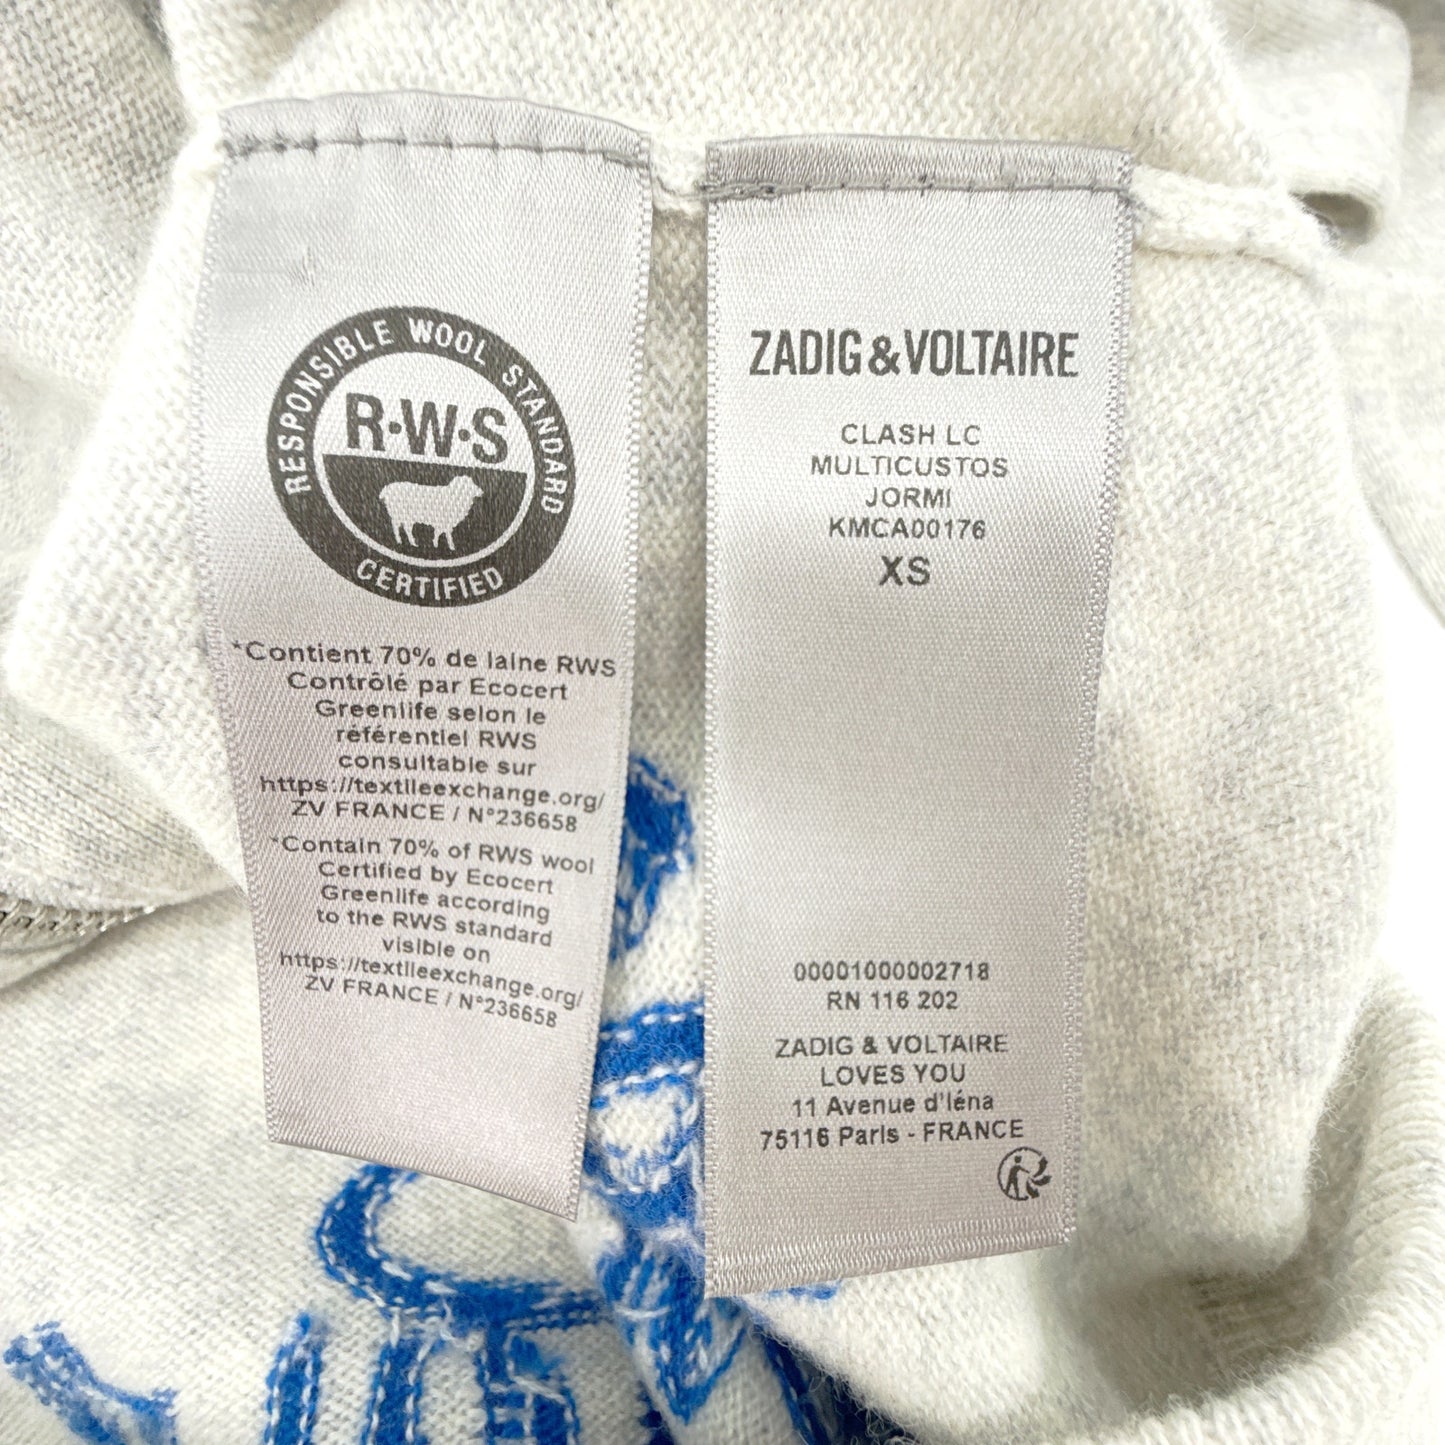 RESPONSIBLE WOOL STANDARD
R·W·S
CERTIFIED
*Contient 70% de laine RWS
Contrôlé par Ecocert
Greenlife selon le
référentiel RWS
consultable sur
https://textileexchange.org/
ZV FRANCE / N°236658
*Contain 70% of RWS wool
Certified by Ecocert
Greenlife according
to the RWS standard
visible on
https://textileexchange.org/
ZV FRANCE / N°236658
ZADIG&VOLTAIRE
CLASH LC
MULTICUSTOS
JORMI
KMCA00176
XS
00001000002718
RN 116 202
ZADIG & VOLTAIRE
LOVES YOU
11 Avenue d'Iéna
75116 Paris - FRANCE